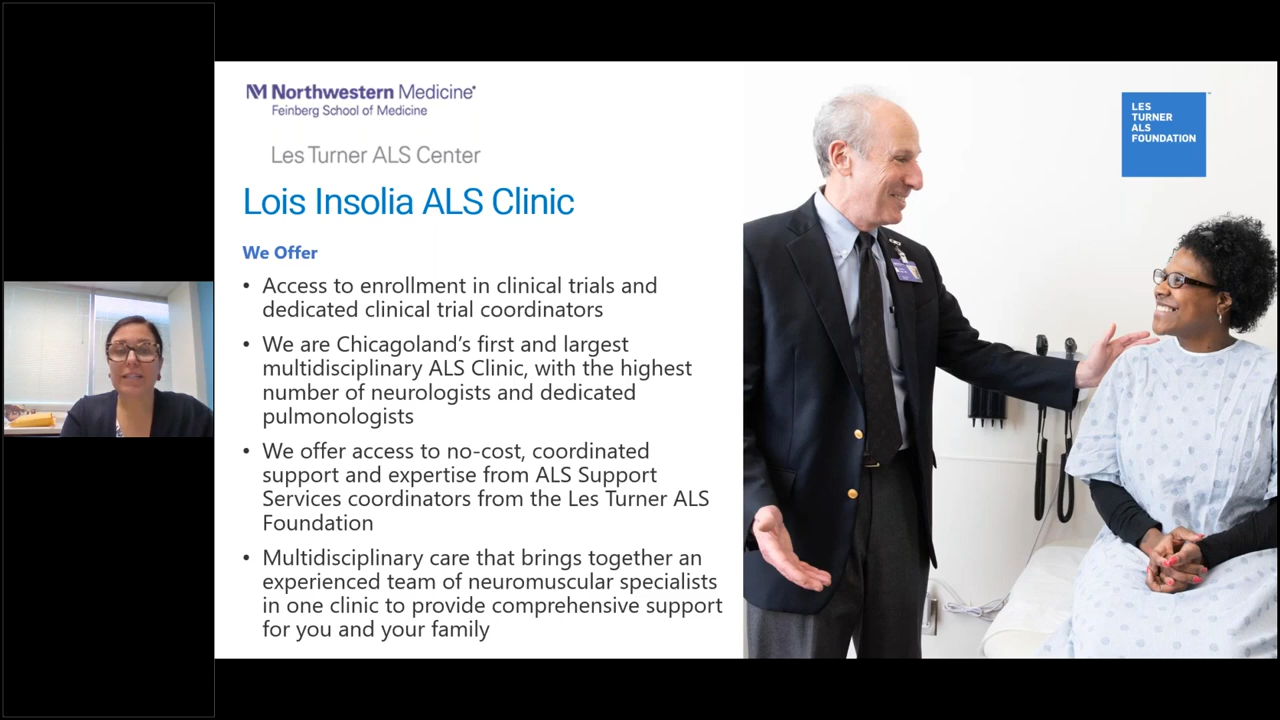 Northwestern Medicine®
Feinberg School of Medicine
Les Turner ALS Center
Lois Insolia ALS Clinic
We Offer
• Access to enrollment in clinical trials and
dedicated clinical trial coordinators
• We are Chicagoland's first and largest
multidisciplinary ALS Clinic, with the highest
number of neurologists and dedicated
pulmonologists
• We offer access to no-cost, coordinated
support and expertise from ALS Support
Services coordinators from the Les Turner ALS
Foundation
• Multidisciplinary care that brings together an
experienced team of neuromuscular specialists
in one clinic to provide comprehensive support
for you and your family
LES
TURNER
ALS
FOUNDATION